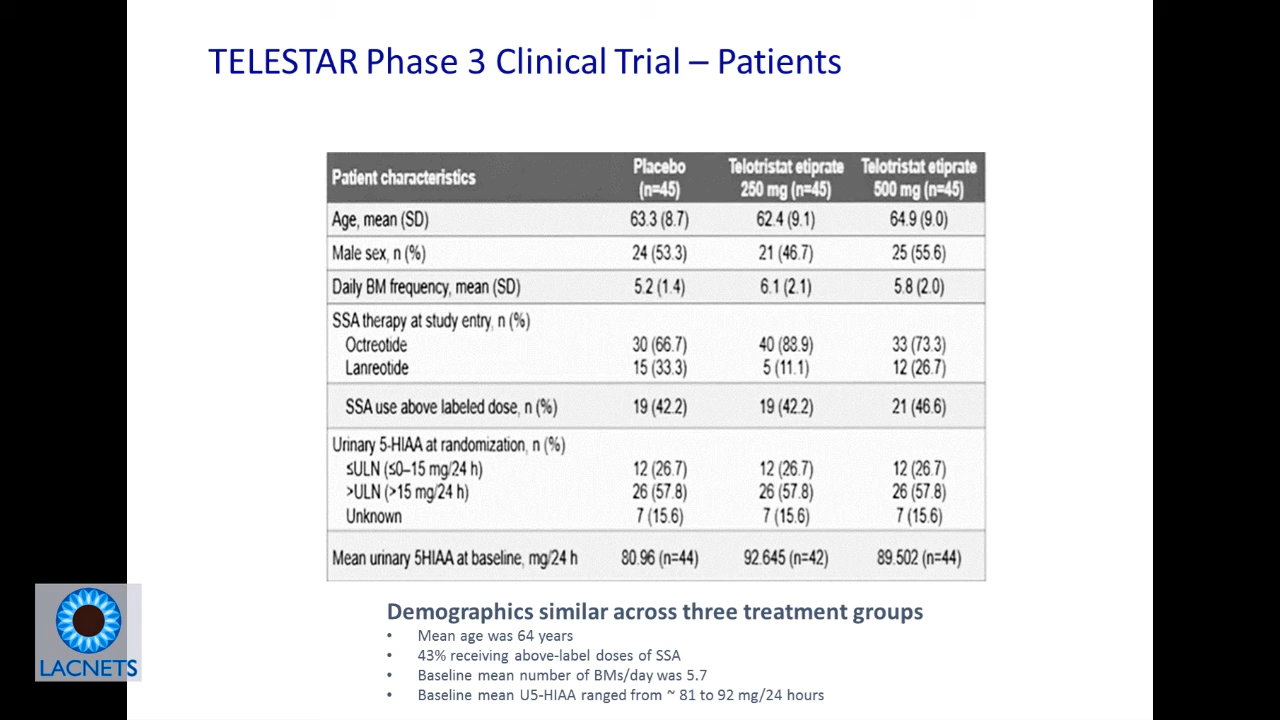 TELESTAR Phase 3 Clinical Trial – Patients
Patient characteristics Placebo (n=45) Telotristat etiprate 250 mg (n=45) Telotristat etiprate 500 mg (n=45)
Age, mean (SD) 63.3 (8.7) 62.4 (9.1) 64.9 (9.0)
Male sex, n (%) 24 (53.3) 21 (46.7) 25 (55.6)
Daily BM frequency, mean (SD) 5.2 (1.4) 6.1 (2.1) 5.8 (2.0)
SSA therapy at study entry, n (%)
Octreotide 30 (66.7) 40 (88.9) 33 (73.3)
Lanreotide 15 (33.3) 5 (11.1) 12 (26.7)
SSA use above labeled dose, n (%) 19 (42.2) 19 (42.2) 21 (46.6)
Urinary 5-HIAA at randomization, n (%)
≤ULN (≤0–15 mg/24 h) 12 (26.7) 12 (26.7) 12 (26.7)
>ULN (>15 mg/24 h) 26 (57.8) 26 (57.8) 26 (57.8)
Unknown 7 (15.6) 7 (15.6) 7 (15.6)
Mean urinary 5HIAA at baseline, mg/24 h 80.96 (n=44) 92.645 (n=42) 89.502 (n=44)
Demographics similar across three treatment groups
• Mean age was 64 years
• 43% receiving above-label doses of SSA
• Baseline mean number of BMs/day was 5.7
• Baseline mean U5-HIAA ranged from ~ 81 to 92 mg/24 hours
LACNETS